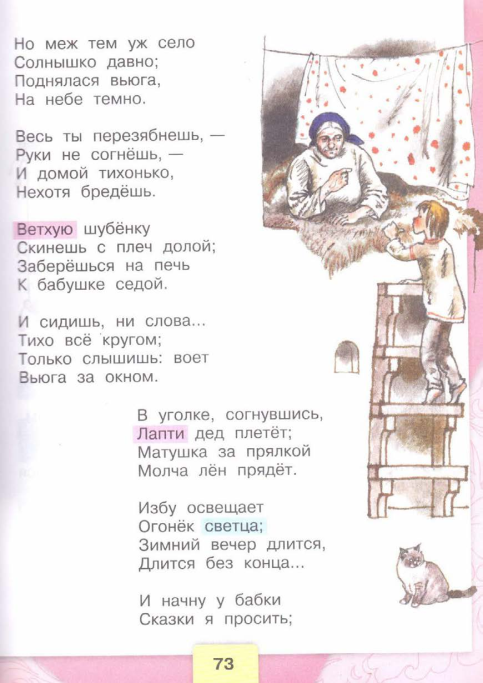 Но меж тем уж село
Солнышко давно;
Поднялася вьюга,
На небе темно.
Весь ты перезябнешь, —
Руки не согнёшь, —
И домой тихонько,
Нехотя бредёшь.
Ветхую шубёнку
Скинешь с плеч долой;
Заберёшься на печь
К бабушке седой.
И сидишь, ни слова...
Тихо всё кругом;
Только слышишь: воет
Вьюга за окном.
В уголке, согнувшись,
Лапти дед плетёт;
Матушка за прялкой
Молча лён прядёт.
Избу освещает
Огонёк светца;
Зимний вечер длится,
Длится без конца...
И начну у бабки
Сказки я просить;
73